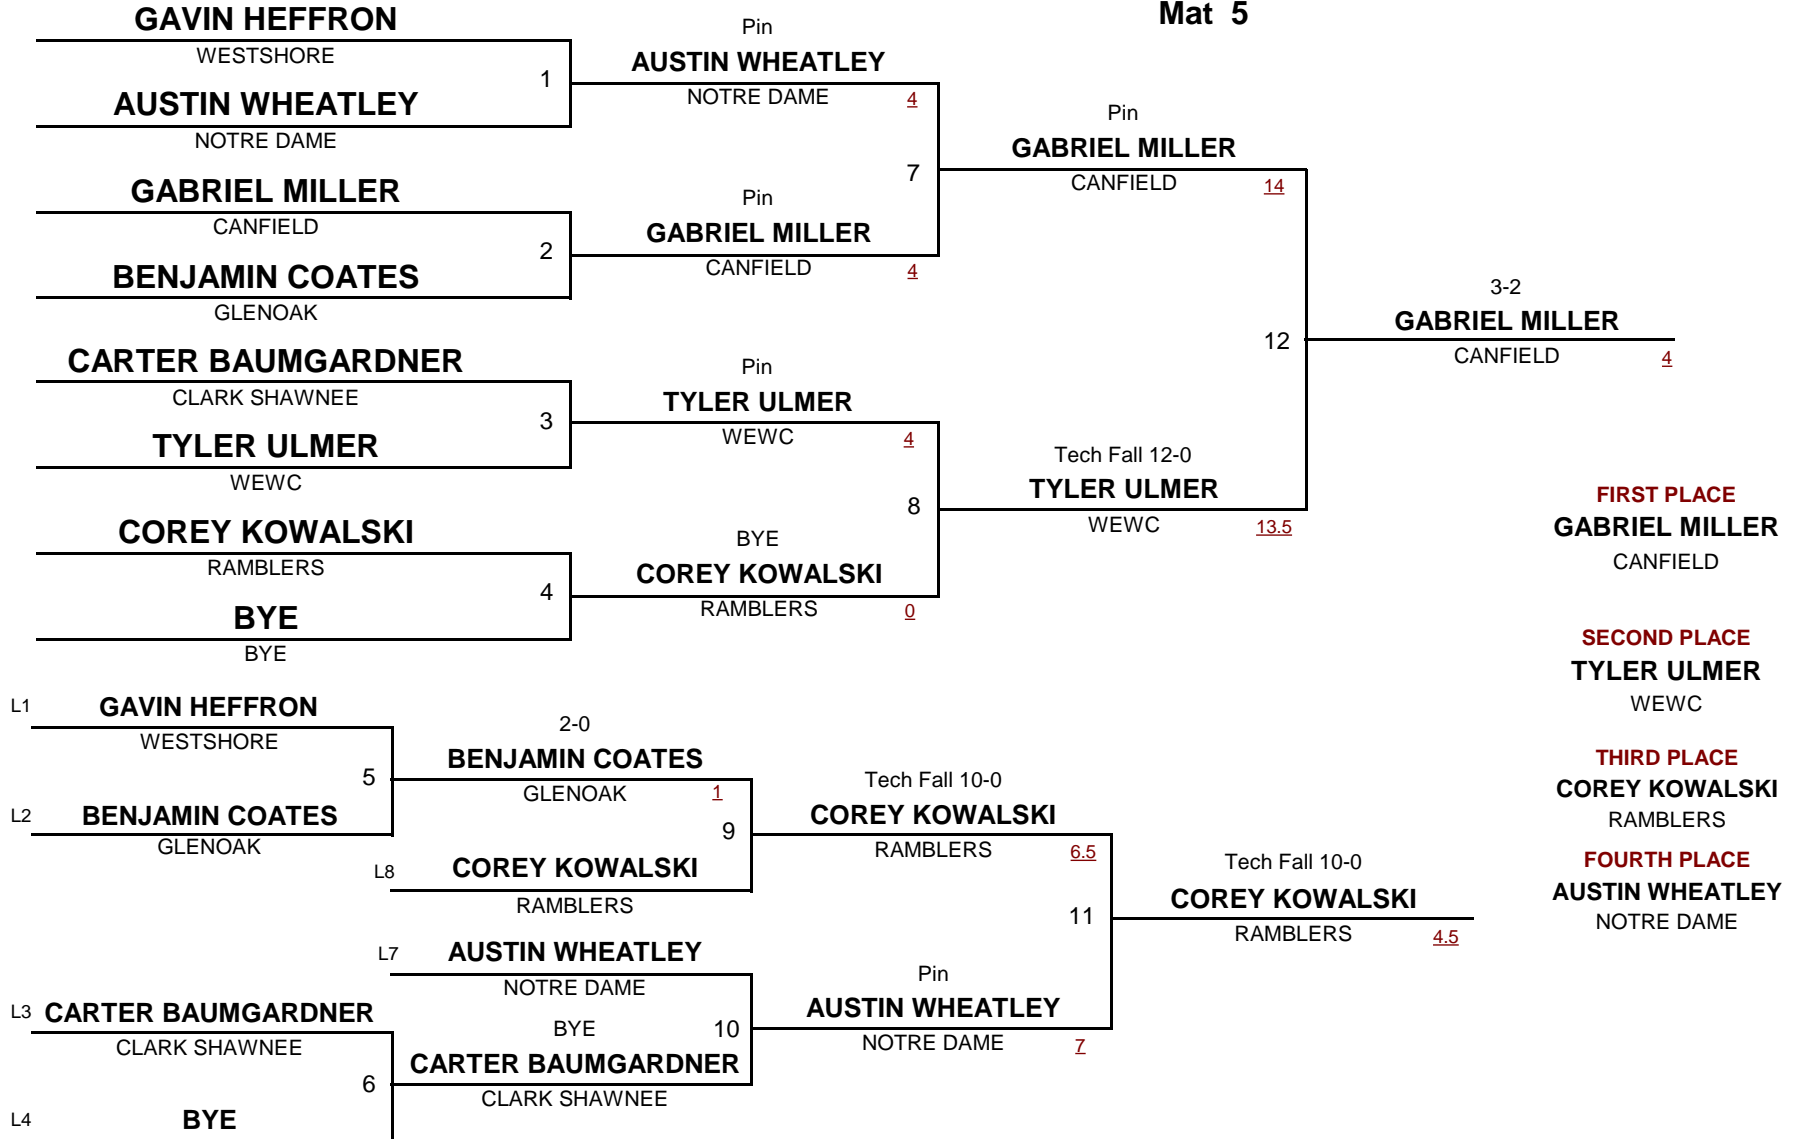 Mat 5
GAVIN HEFFRON
WESTSHORE
1
AUSTIN WHEATLEY
NOTRE DAME
GABRIEL MILLER
CANFIELD
2
BENJAMIN COATES
GLENOAK
CARTER BAUMGARDNER
CLARK SHAWNEE
3
TYLER ULMER
WEWC
COREY KOWALSKI
RAMBLERS
4
BYE
BYE
Pin
AUSTIN WHEATLEY
NOTRE DAME 4
7
Pin
GABRIEL MILLER
CANFIELD 4
Pin
TYLER ULMER
WEWC 4
8
BYE
COREY KOWALSKI
RAMBLERS 0
Pin
GABRIEL MILLER
CANFIELD 14
12
Tech Fall 12-0
TYLER ULMER
WEWC 13.5
3-2
GABRIEL MILLER
CANFIELD 4
FIRST PLACE
GABRIEL MILLER
CANFIELD
SECOND PLACE
TYLER ULMER
WEWC
THIRD PLACE
COREY KOWALSKI
RAMBLERS
FOURTH PLACE
AUSTIN WHEATLEY
NOTRE DAME
L1 GAVIN HEFFRON
WESTSHORE
5
L2 BENJAMIN COATES
GLENOAK
2-0
BENJAMIN COATES
GLENOAK 1
9
L8 COREY KOWALSKI
RAMBLERS
Tech Fall 10-0
COREY KOWALSKI
RAMBLERS 6.5
11
Tech Fall 10-0
COREY KOWALSKI
RAMBLERS 4.5
L7 AUSTIN WHEATLEY
NOTRE DAME
10
BYE
CARTER BAUMGARDNER
CLARK SHAWNEE
Pin
AUSTIN WHEATLEY
NOTRE DAME 7
L3 CARTER BAUMGARDNER
CLARK SHAWNEE
6
L4 BYE